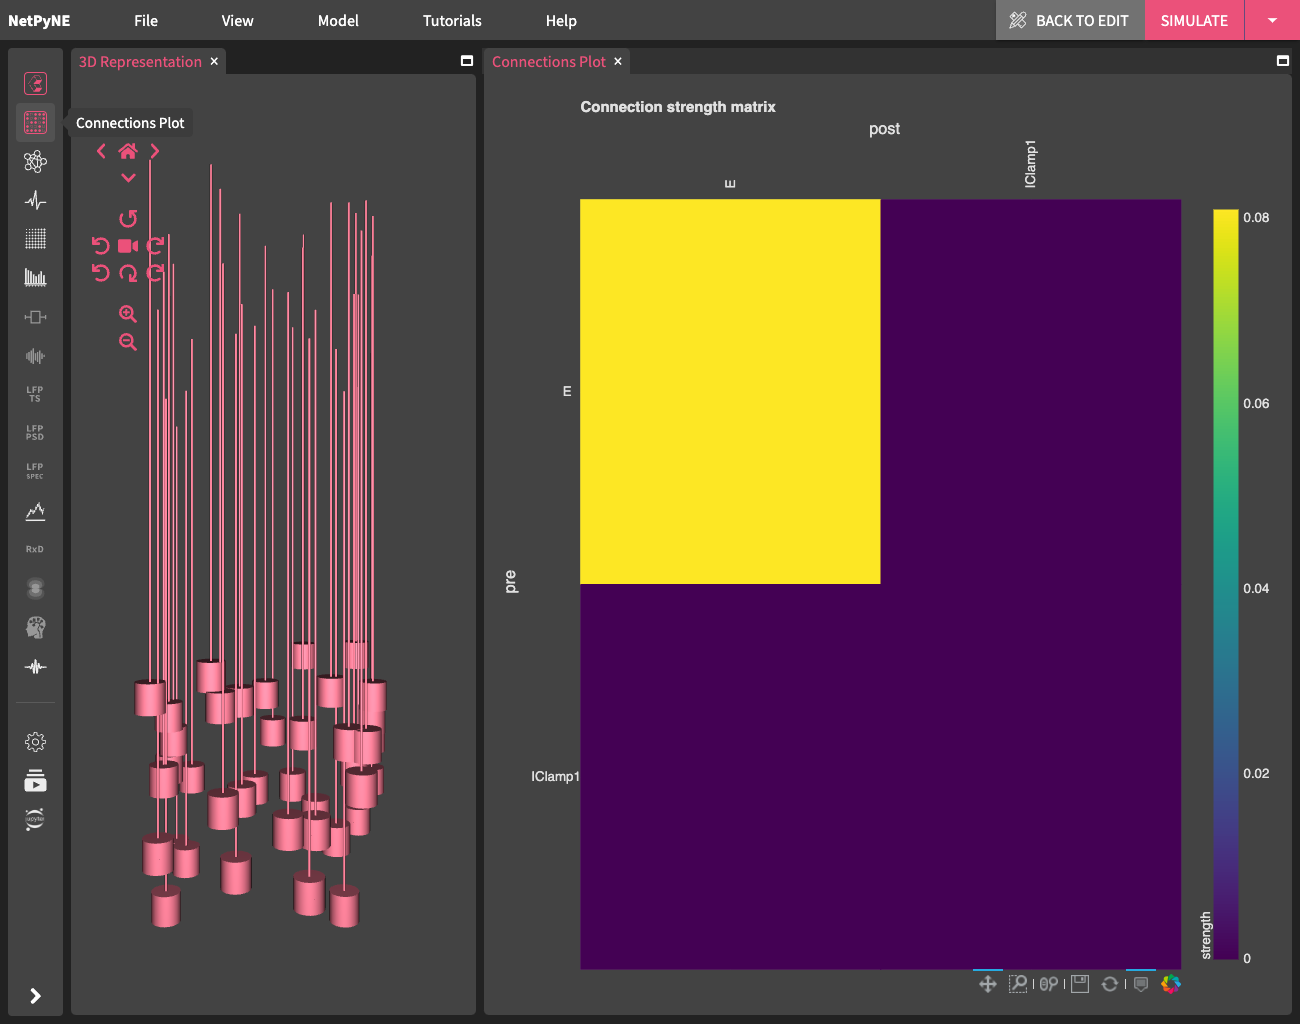 NetPyNE File View Model Tutorials Help BACK TO EDIT SIMULATE
3D Representation ×
Connections Plot ×
Connections Plot
LFP
TS
LFP
PSD
LFP
SPEC
RxD
jupyter
Connection strength matrix
post
E
IClamp1
pre
E
IClamp1
0.08
0.06
0.04
0.02
0
strength